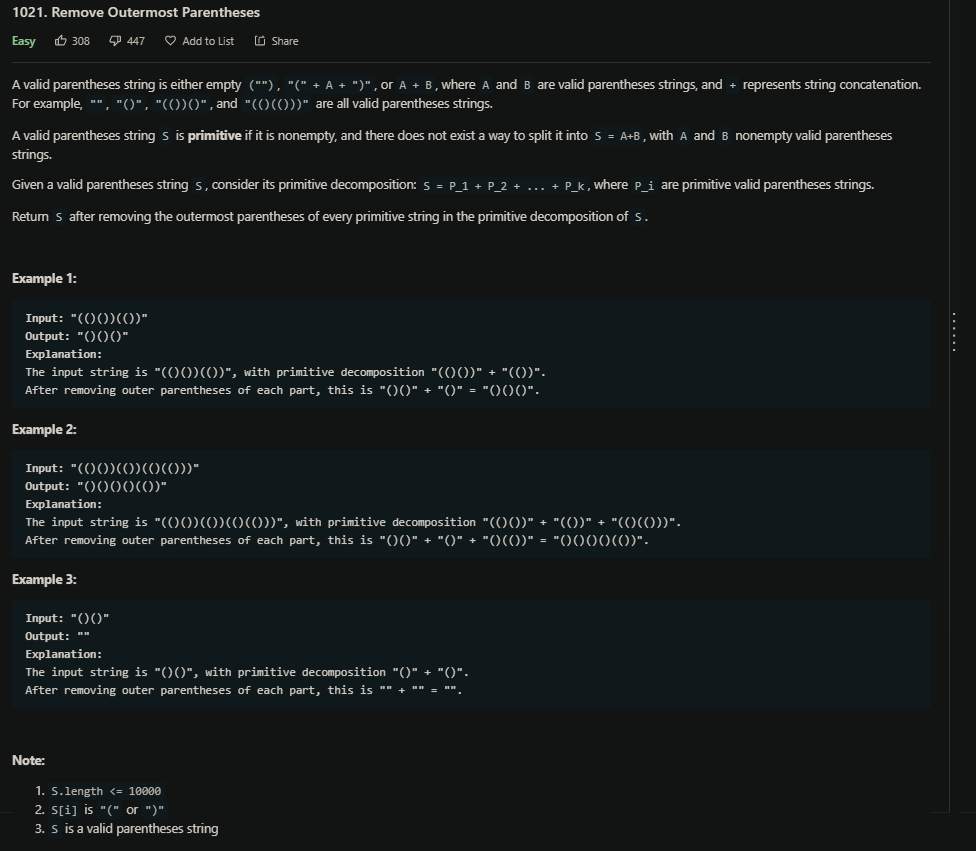 1021. Remove Outermost Parentheses
Easy 308 447 Add to List Share
A valid parentheses string is either empty (""), "(" + A + ")", or A + B, where A and B are valid parentheses strings, and + represents string concatenation.
For example, "", "()", "(())()", and "(()(()))" are all valid parentheses strings.
A valid parentheses string S is primitive if it is nonempty, and there does not exist a way to split it into S = A+B, with A and B nonempty valid parentheses
strings.
Given a valid parentheses string S, consider its primitive decomposition: S = P_1 + P_2 + ... + P_k, where P_i are primitive valid parentheses strings.
Return S after removing the outermost parentheses of every primitive string in the primitive decomposition of S.
Example 1:
Input: "(()())(())"
Output: "()()()"
Explanation:
The input string is "(()())(())", with primitive decomposition "(()())" + "(())".
After removing outer parentheses of each part, this is "()()" + "()" = "()()()".
Example 2:
Input: "(()())(())(()(()))"
Output: "()()()()(())"
Explanation:
The input string is "(()())(())(()(()))", with primitive decomposition "(()())" + "(())" + "(()(()))".
After removing outer parentheses of each part, this is "()()" + "()" + "()(())" = "()()()()(())".
Example 3:
Input: "()()"
Output: ""
Explanation:
The input string is "()()", with primitive decomposition "()" + "()".
After removing outer parentheses of each part, this is "" + "" = "".
Note:
1. S.length <= 10000
2. S[i] is "(" or ")"
3. S is a valid parentheses string